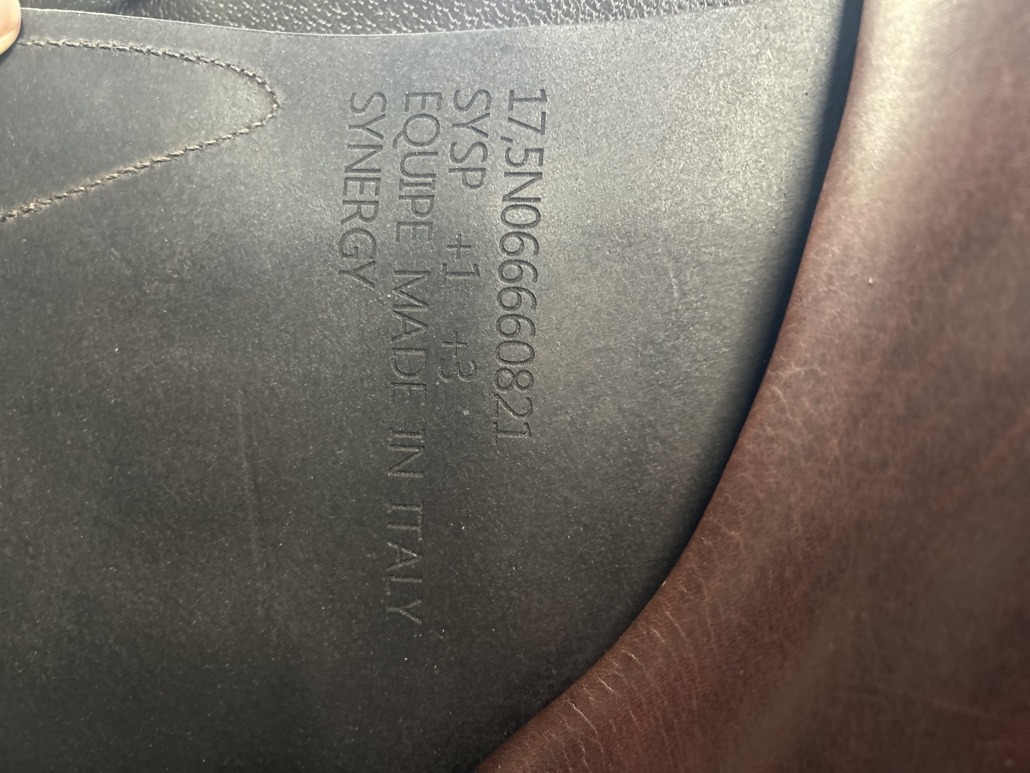 17,5N06660821
SYSP +1 +3
EQUIPE MADE IN ITALY
SYNERGY